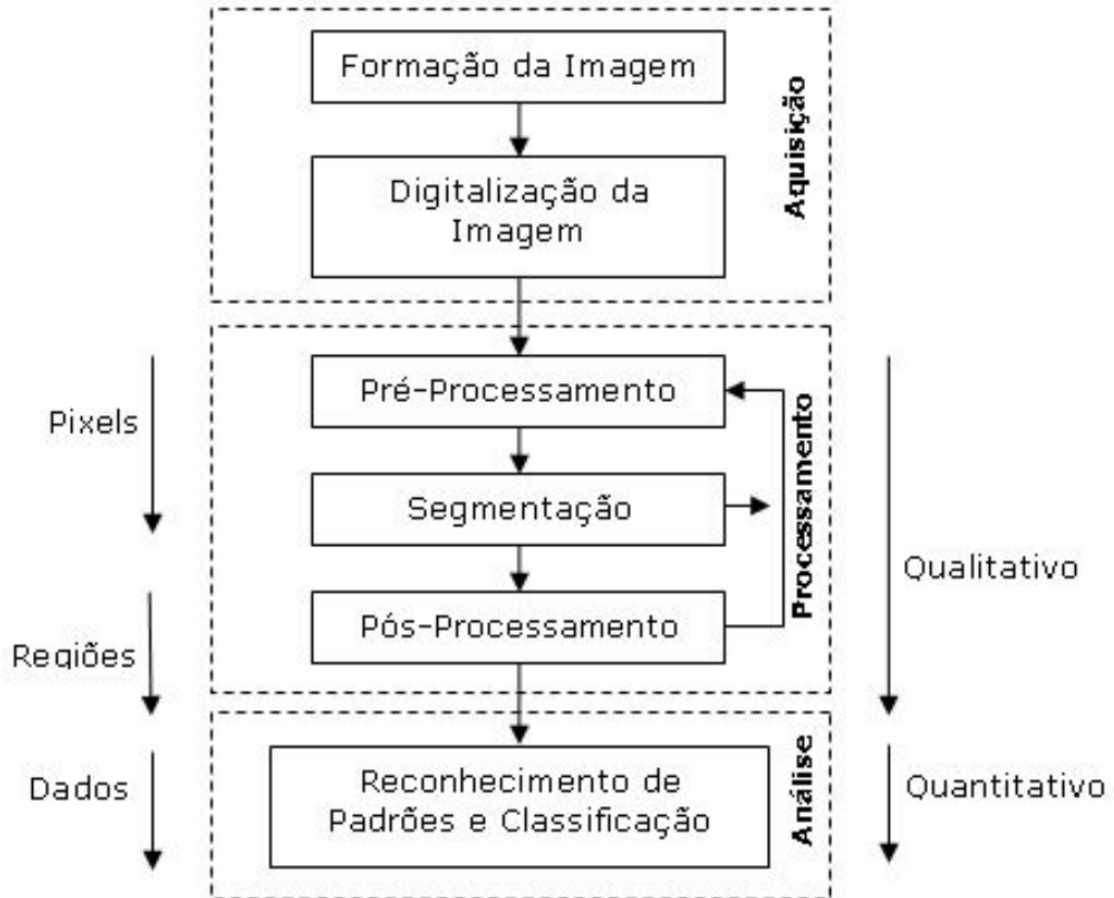 Formação da Imagem
Digitalização da
Imagem
Aquisição
Pré-Processamento
Segmentação
Pós-Processamento
Processamento
Pixels
Regiões
Qualitativo
Reconhecimento de
Padrões e Classificação
Análise
Dados
Quantitativo